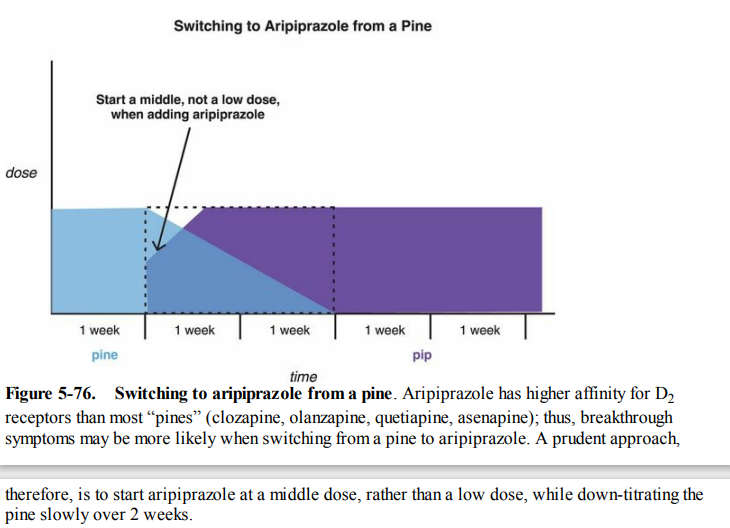 Switching to Aripiprazole from a Pine
Start a middle, not a low dose,
when adding aripiprazole
dose
1 week
1 week
1 week
1 week
1 week
pine
pip
time
Figure 5-76. Switching to aripiprazole from a pine. Aripiprazole has higher affinity for D₂
receptors than most “pines” (clozapine, olanzapine, quetiapine, asenapine); thus, breakthrough
symptoms may be more likely when switching from a pine to aripiprazole. A prudent approach,
therefore, is to start aripiprazole at a middle dose, rather than a low dose, while down-titrating the
pine slowly over 2 weeks.